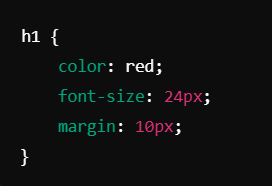 h1 {
    color: red;
    font-size: 24px;
    margin: 10px;
}